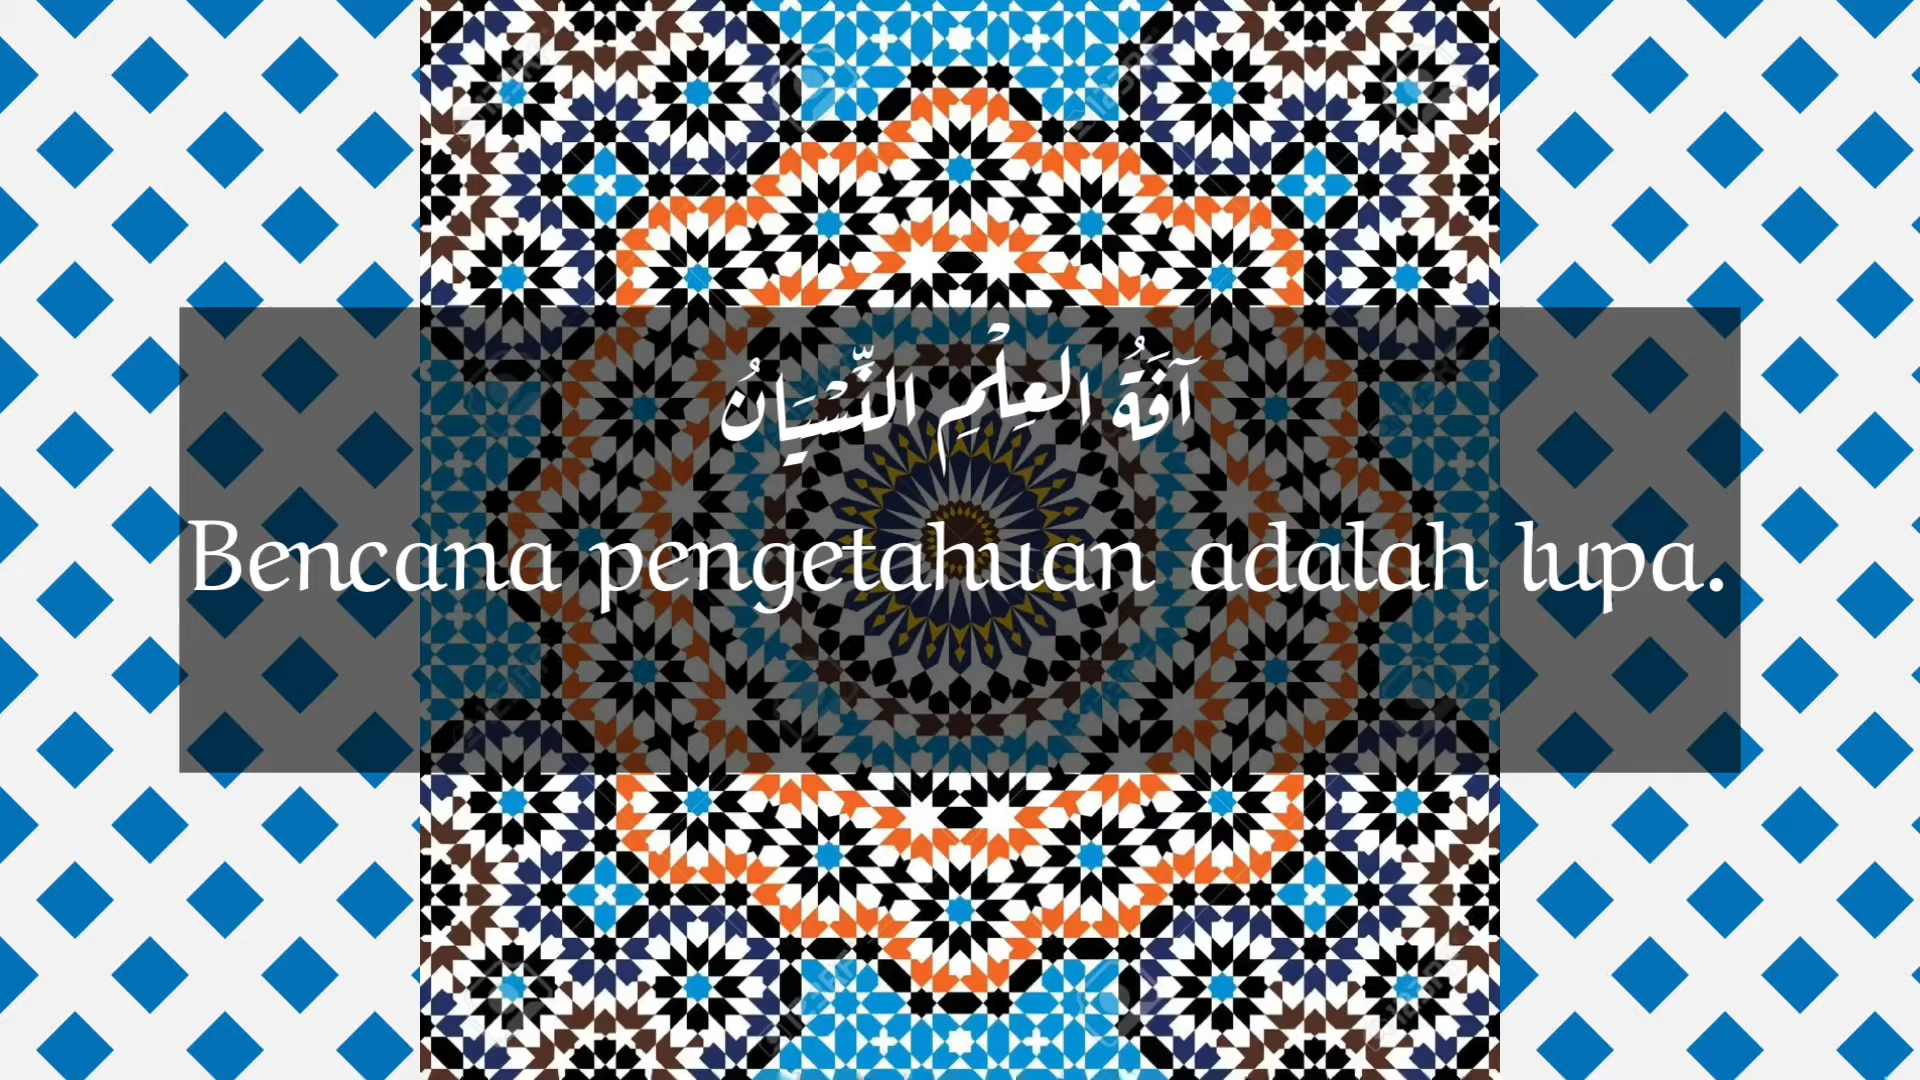 آفَةُ العِلْمِ النِّسْيَانُ
Bencana pengetahuan adalah lupa.